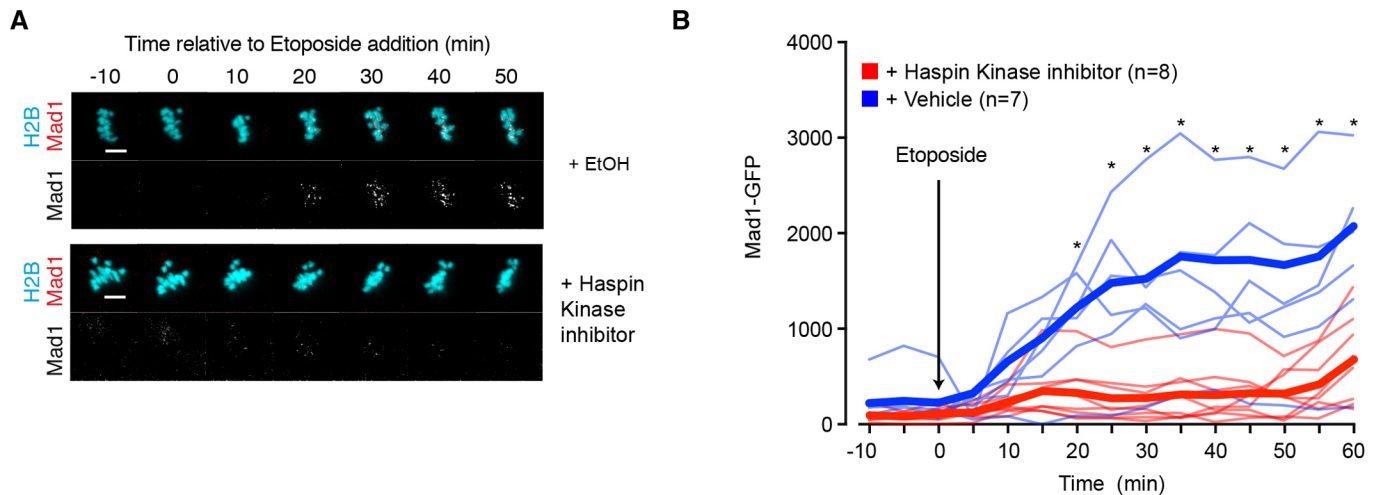 A
Time relative to Etoposide addition (min)
-10 0 10 20 30 40 50
H2B
Mad1
Mad1
+ EtOH
H2B
Mad1
Mad1
+ Haspin
Kinase
inhibitor
B
4000
3000
2000
1000
0
Mad1-GFP
+ Haspin Kinase inhibitor (n=8)
+ Vehicle (n=7)
Etoposide
* * * * * * * * *
-10 0 10 20 30 40 50 60
Time (min)